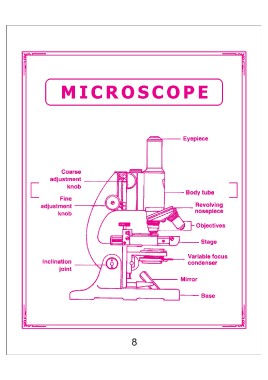 MICROSCOPE
Eyepiece
Coarse
adjustment
knob
Body tube
Fine
adjustment
knob
Revolving
nosepiece
Objectives
Stage
Variable focus
condenser
Inclination
joint
Mirror
Base
8